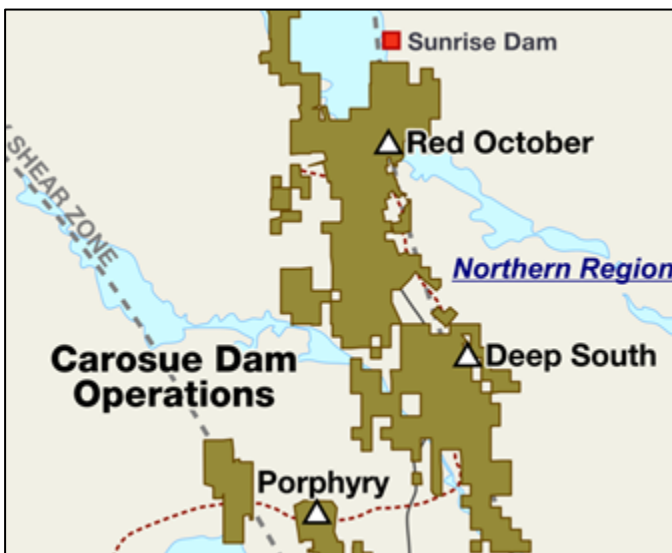 Sunrise Dam
Red October
SHEAR ZONE
Northern Region
Carosue Dam
Operations
Deep South
Porphyry